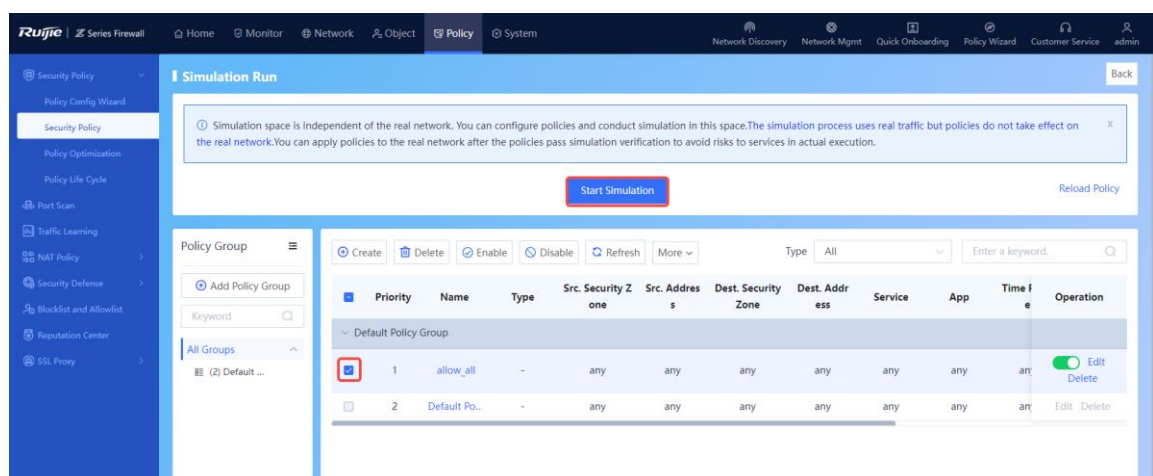 Ruijie | Z Series Firewall
Home
Monitor
Network
Object
Policy
System
Network Discovery
Network Mgmt
Quick Onboarding
Policy Wizard
Customer Service
admin
Security Policy
Policy Config Wizard
Security Policy
Policy Optimization
Policy Life Cycle
Port Scan
Traffic Learning
NAT Policy
Security Defense
Blocklist and Allowlist
Reputation Center
SSL Proxy
Simulation Run
Back
Simulation space is independent of the real network. You can configure policies and conduct simulation in this space.The simulation process uses real traffic but policies do not take effect on
the real network.You can apply policies to the real network after the policies pass simulation verification to avoid risks to services in actual execution.
X
Start Simulation
Reload Policy
Policy Group
Add Policy Group
Keyword
All Groups
(2) Default ...
Create
Delete
Enable
Disable
Refresh
More
Type
All
Enter a keyword.
Priority
Name
Type
Src. Security Z
one
Src. Addres
s
Dest. Security
Zone
Dest. Addr
ess
Service
App
Time
e
Operation
Default Policy Group
1 allow_all - any any any any any any an Edit
Delete
2 Default Po... - any any any any any any an Edit Delete